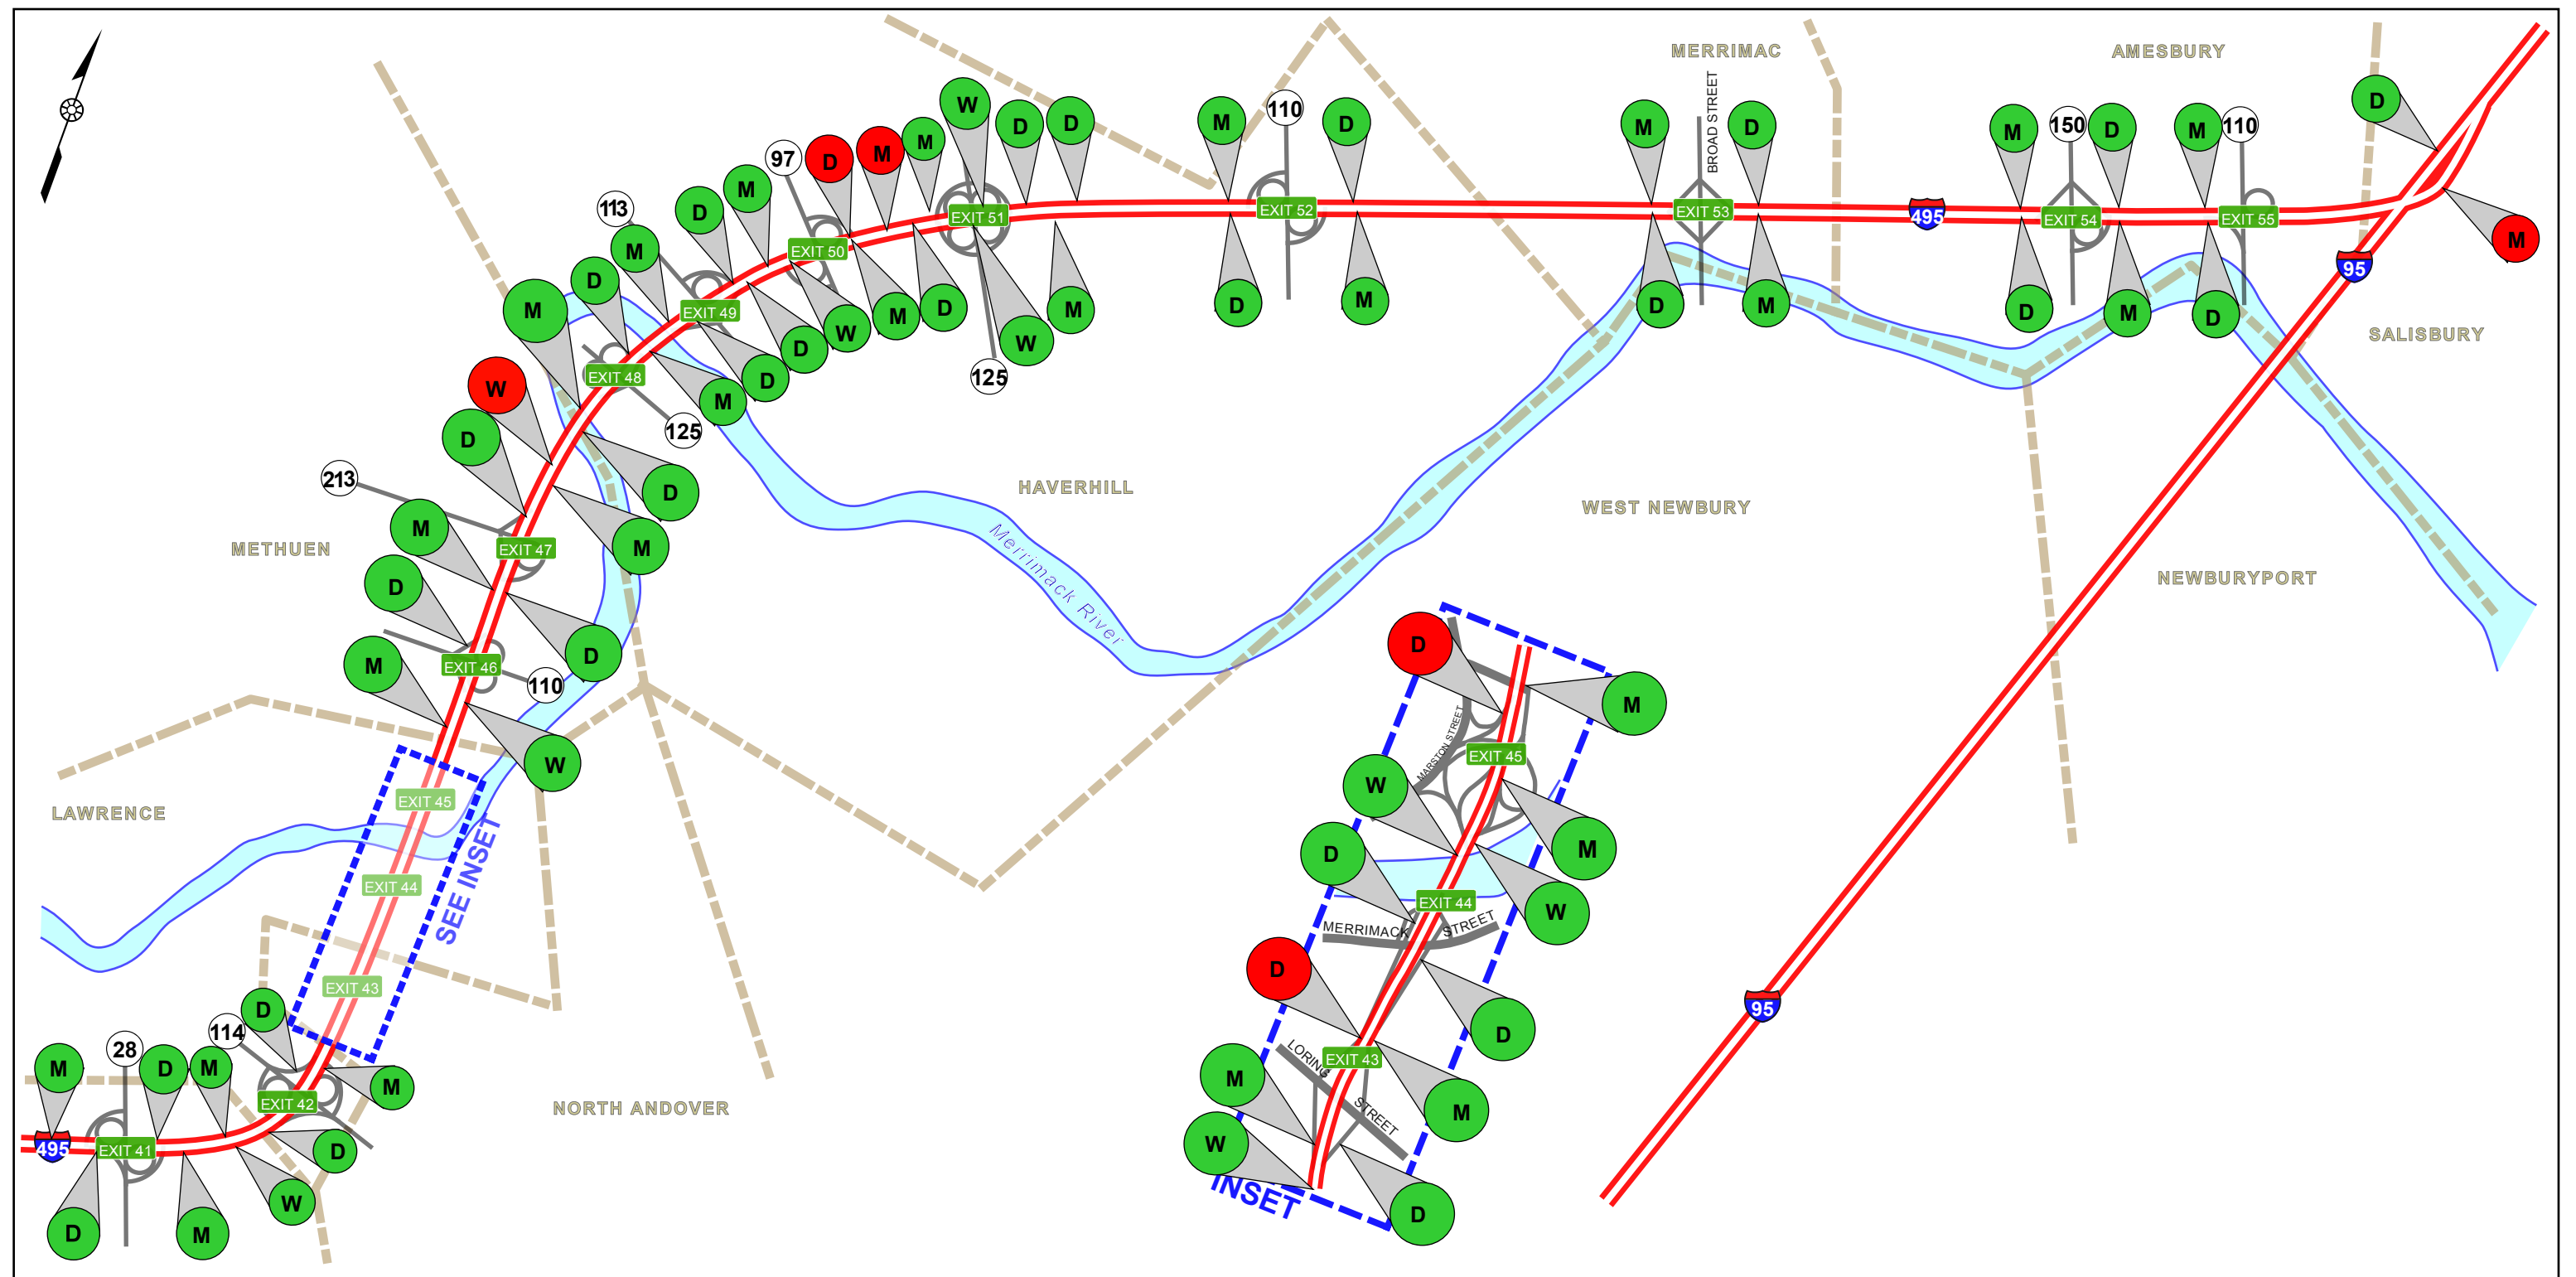 MERRIMAC
AMESBURY
BROAD STREET
D
W
M
D
D
M
110
D
M
D
M
150
D
M
110
97
D
M
M
D
M
113
M
EXIT 51
EXIT 52
EXIT 53
495
EXIT 54
EXIT 55
M
95
EXIT 50
D
M
EXIT 49
D
M
D
M
D
M
D
M
D
W
M
D
M
W
D
SALISBURY
EXIT 48
125
W
D
M
125
D
213
M
D
M
HAVERHILL
WEST NEWBURY
METHUEN
EXIT 47
Merrimack River
NEWBURYPORT
D
D
M
EXIT 46
110
D
M
W
MARSTON STREET
EXIT 45
W
LAWRENCE
EXIT 45
SEE INSET
D
M
EXIT 44
EXIT 44
W
MERRIMACK STREET
D
EXIT 43
D
95
D
114
28
M
D
M
M
EXIT 42
NORTH ANDOVER
LORING STREET
EXIT 43
M
M
W
495
EXIT 41
D
W
D
M
INSET
D